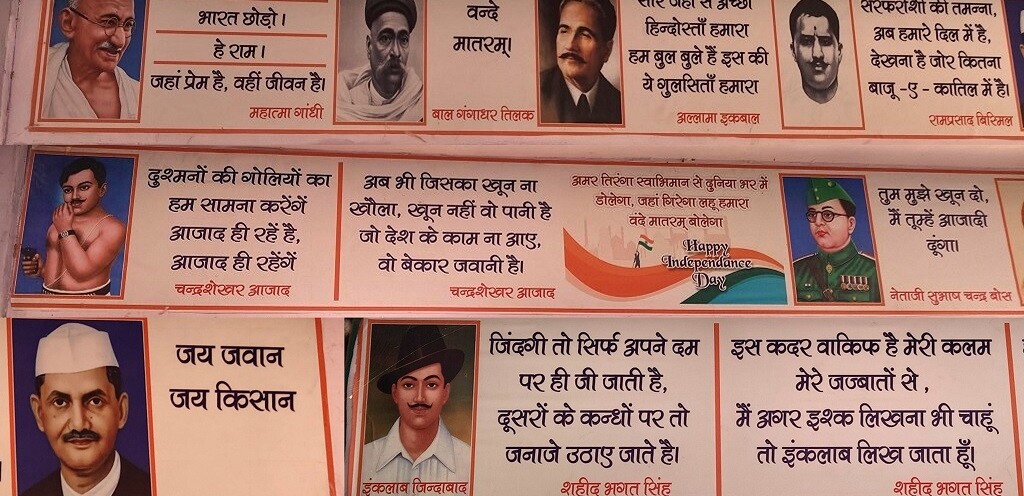 भारत छोड़ो।
हे राम।
जहां प्रेम है, वहीं जीवन है।
महात्मा गांधी
वन्दे
मातरम्।
बाल गंगाधर तिलक
सारे जहां से अच्छा
हिन्दोस्ताँ हमारा
हम बुल बुले हैं इस की
ये गुलसिताँ हमारा
अल्लामा इकबाल
सरफरोशी की तमन्ना,
अब हमारे दिल में है,
देखना है जोर कितना
बाजू -ए - कातिल में है।
रामप्रसाद बिस्मिल
दुश्मनों की गोलियों का
हम सामना करेंगें
आजाद ही रहें है,
आजाद ही रहेंगें
चन्द्रशेखर आजाद
अब भी जिसका खून ना
खौला, खून नहीं वो पानी है
जो देश के काम ना आए,
वो बेकार जवानी है।
चन्द्रशेखर आजाद
अमर तिरंगा स्वाभिमान से दुनिया भर में
डोलेगा, जहां गिरेगा लहू हमारा
वंदे मातरम बोलेगा
Happy
Independance
Day
तुम मुझे खून दो,
मैं तूम्हें आजादी
दूंगा।
नेताजी सुभाष चन्द्र बोस
जय जवान
जय किसान
इंकलाब जिन्दाबाद
जिंदगी तो सिर्फ अपने दम
पर ही जी जाती है,
दूसरों के कन्धों पर तो
जनाजे उठाए जाते है।
शहीद भगत सिंह
इस कदर वाकिफ है मेरी कलम
मेरे जज्बातों से ,
मैं अगर इश्क लिखना भी चाहूं
तो इंकलाब लिख जाता हूँ।
शहीद भगत सिंह